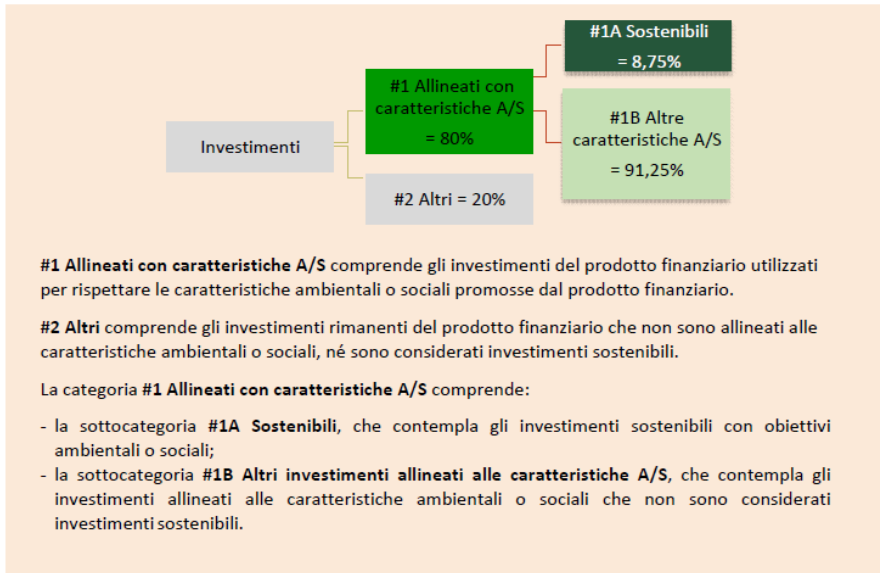 #1A Sostenibili
= 8,75%
#1 Allineati con
caratteristiche A/S
= 80%
#1B Altre
caratteristiche A/S
= 91,25%
Investimenti
#2 Altri = 20%
#1 Allineati con caratteristiche A/S comprende gli investimenti del prodotto finanziario utilizzati
per rispettare le caratteristiche ambientali o sociali promosse dal prodotto finanziario.
#2 Altri comprende gli investimenti rimanenti del prodotto finanziario che non sono allineati alle
caratteristiche ambientali o sociali, né sono considerati investimenti sostenibili.
La categoria #1 Allineati con caratteristiche A/S comprende:
- la sottocategoria #1A Sostenibili, che contempla gli investimenti sostenibili con obiettivi
ambientali o sociali;
- la sottocategoria #1B Altri investimenti allineati alle caratteristiche A/S, che contempla gli
investimenti allineati alle caratteristiche ambientali o sociali che non sono considerati
investimenti sostenibili.